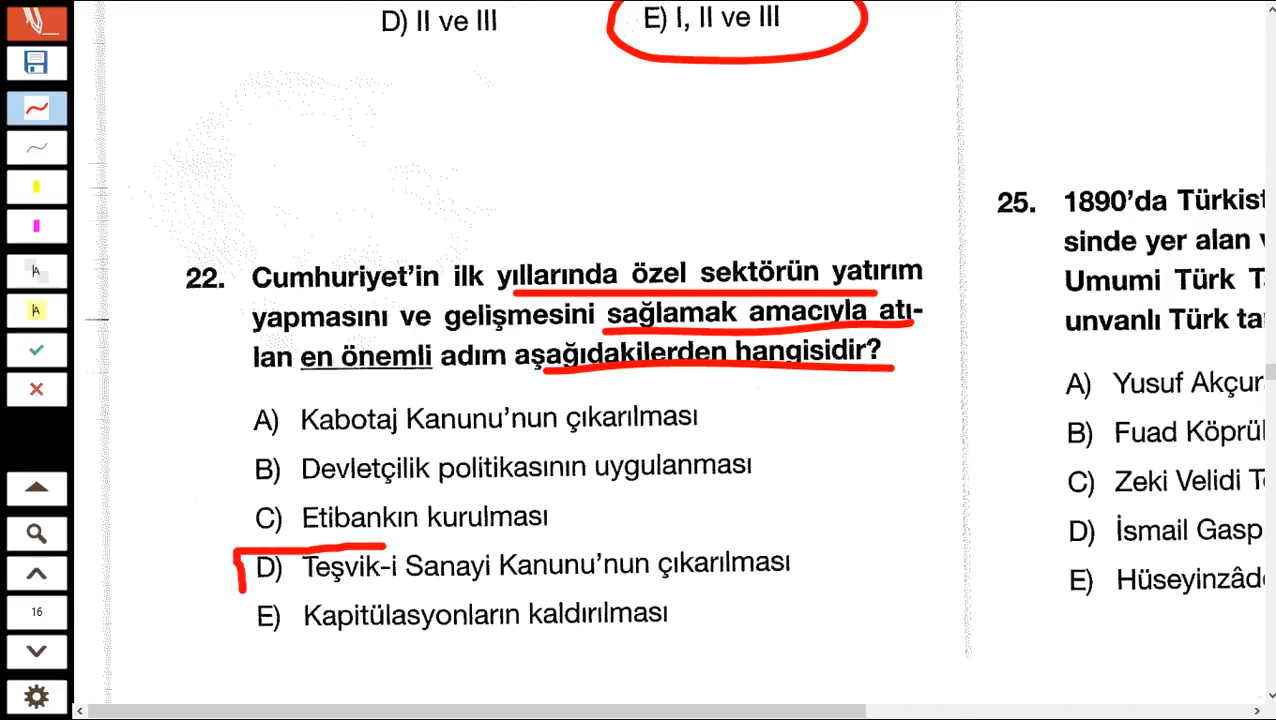 D) II ve III
E) I, II ve III
22. Cumhuriyet’in ilk yıllarında özel sektörün yatırım
yapmasını ve gelişmesini sağlamak amacıyla atı-
lan en önemli adım aşağıdakilerden hangisidir?
A) Kabotaj Kanunu’nun çıkarılması
B) Devletçilik politikasının uygulanması
C) Etibankın kurulması
D) Teşvik-i Sanayi Kanunu’nun çıkarılması
E) Kapitülasyonların kaldırılması
25. 1890’da Türkist
sinde yer alan
Umumi Türk T
unvanlı Türk ta
A) Yusuf Akçur
B) Fuad Köprül
C) Zeki Velidi T
D) İsmail Gasp
E) Hüseyinzâd
16